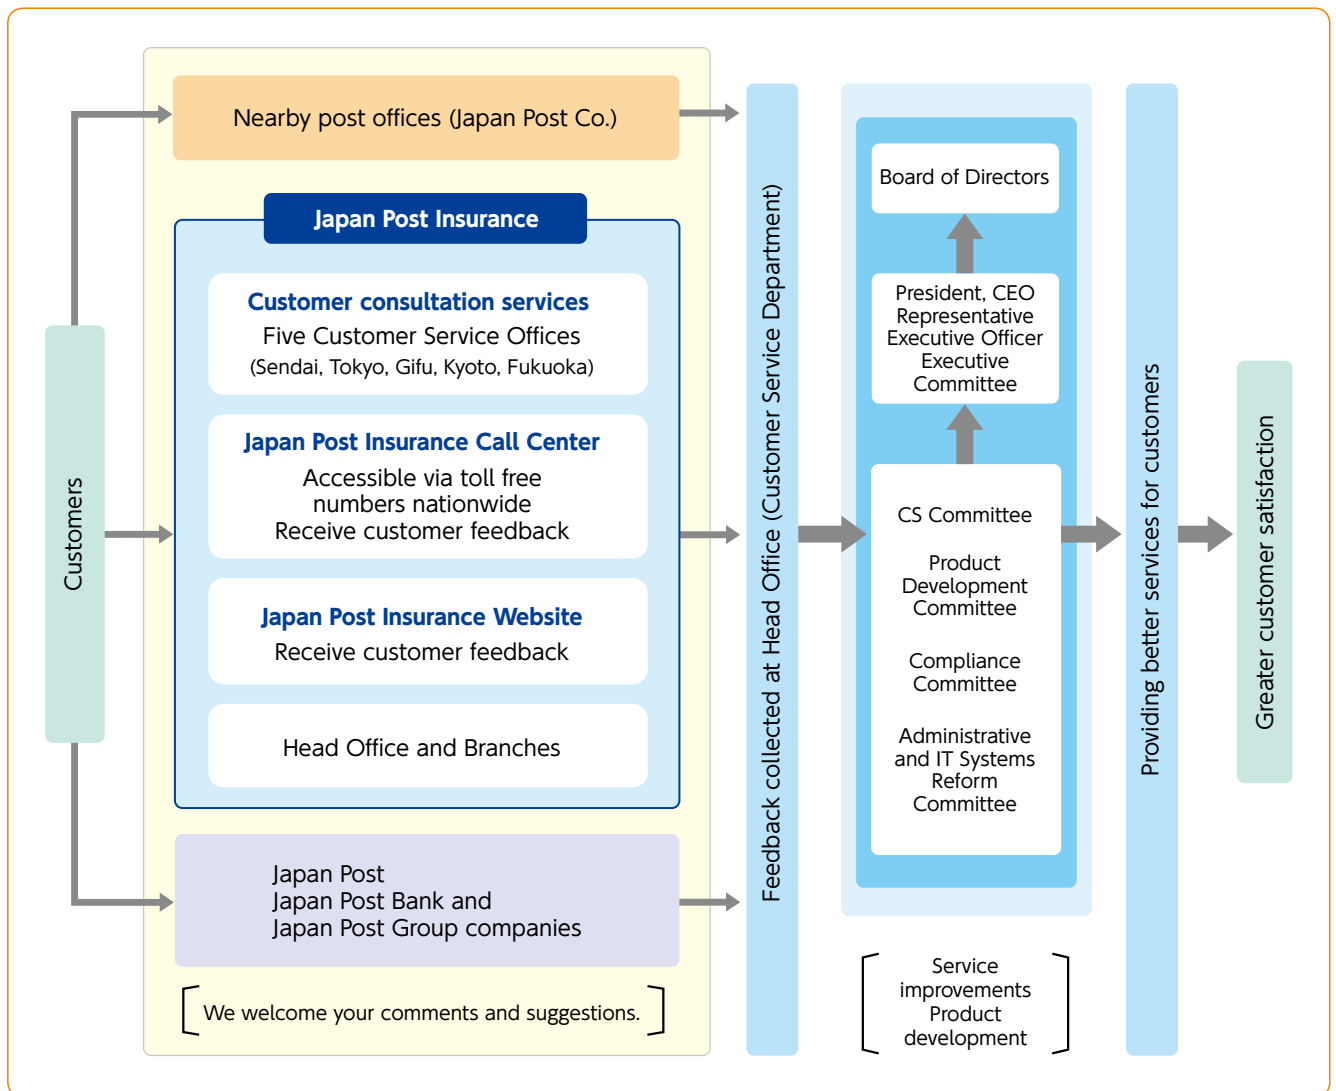 Customers
Nearby post offices (Japan Post Co.)
Japan Post Insurance
Customer consultation services
Five Customer Service Offices
(Sendai, Tokyo, Gifu, Kyoto, Fukuoka)
Japan Post Insurance Call Center
Accessible via toll free
numbers nationwide
Receive customer feedback
Japan Post Insurance Website
Receive customer feedback
Head Office and Branches
Japan Post
Japan Post Bank and
Japan Post Group companies
We welcome your comments and suggestions.
Feedback collected at Head Office (Customer Service Department)
Board of Directors
President, CEO
Representative
Executive Officer
Executive
Committee
CS Committee
Product
Development
Committee
Compliance
Committee
Administrative
and IT Systems
Reform
Committee
Service
improvements
Product
development
Providing better services for customers
Greater customer satisfaction